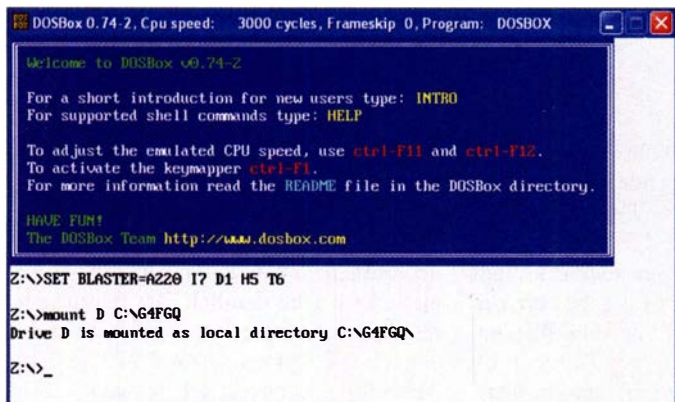 DOSBox 0.74-2, Cpu speed: 3000 cycles, Frameskip 0, Program: DOSBOX
Welcome to DOSBox v0.74-2
For a short introduction for new users type: INTRO
For supported shell commands type: HELP
To adjust the emulated CPU speed, use ctrl-F11 and ctrl-F12.
To activate the keymapper ctrl-F1.
For more information read the README file in the DOSBox directory.
HAVE FUN!
The DOSBox Team http://www.dosbox.com
Z:\>SET BLASTER=A220 I7 D1 H5 T6
Z:\>mount D C:\G4FGQ
Drive D is mounted as local directory C:\G4FGQ\
Z:\>_